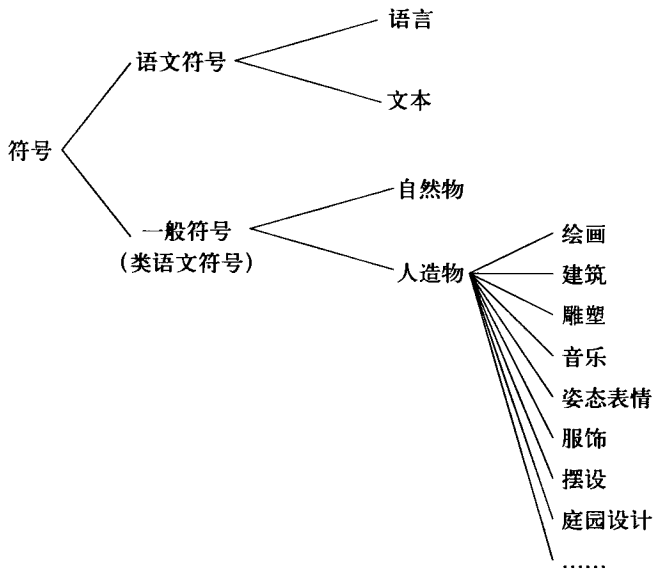 语言
语文符号
文本
符号
自然物
一般符号
(类语文符号)
人造物
绘画
建筑
雕塑
音乐
姿态表情
服饰
摆设
庭园设计
……